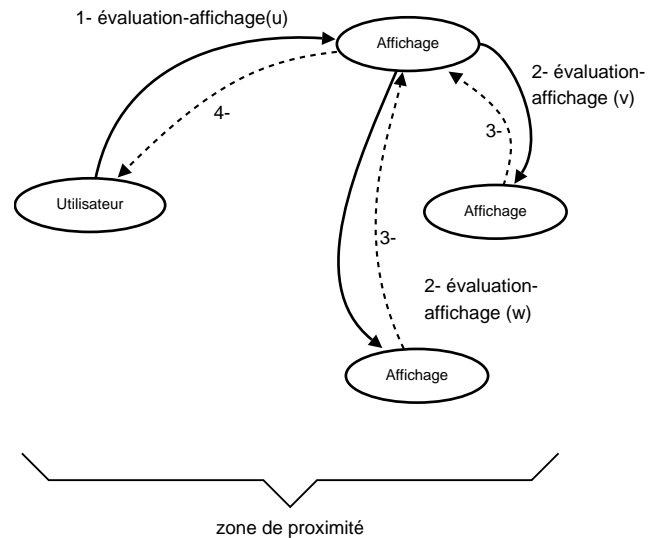 1- évaluation-affichage(u)
Affichage
2- évaluation-
affichage (v)
4-
3-
Utilisateur
Affichage
3-
2- évaluation-
affichage (w)
Affichage
zone de proximité